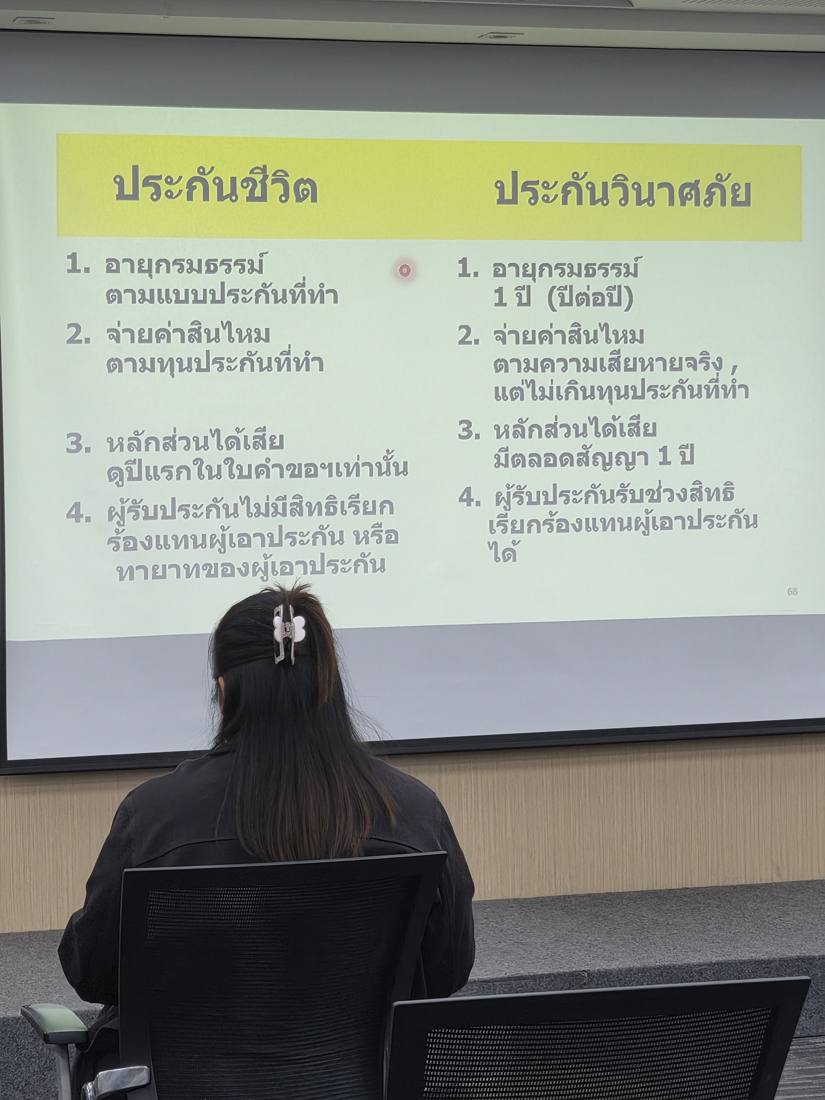 ประกันชีวิต
1. อายุกรมธรรม์
ตามแบบประกันที่ทำ
2. จ่ายค่าสินไหม
ตามทุนประกันที่ทำ
3. หลักส่วนได้เสีย
ดูปีแรกในใบคำขอฯเท่านั้น
4. ผู้รับประกันไม่มีสิทธิเรียก
ร้องแทนผู้เอาประกัน หรือ
ทายาทของผู้เอาประกัน
ประกันวินาศภัย
1. อายุกรมธรรม์
1 ปี (ปีต่อปี)
2. จ่ายค่าสินไหม
ตามความเสียหายจริง ,
แต่ไม่เกินทุนประกันที่ทำ
3. หลักส่วนได้เสีย
มีตลอดสัญญา 1 ปี
4. ผู้รับประกันรับช่วงสิทธิ
เรียกร้องแทนผู้เอาประกัน
ได้
68